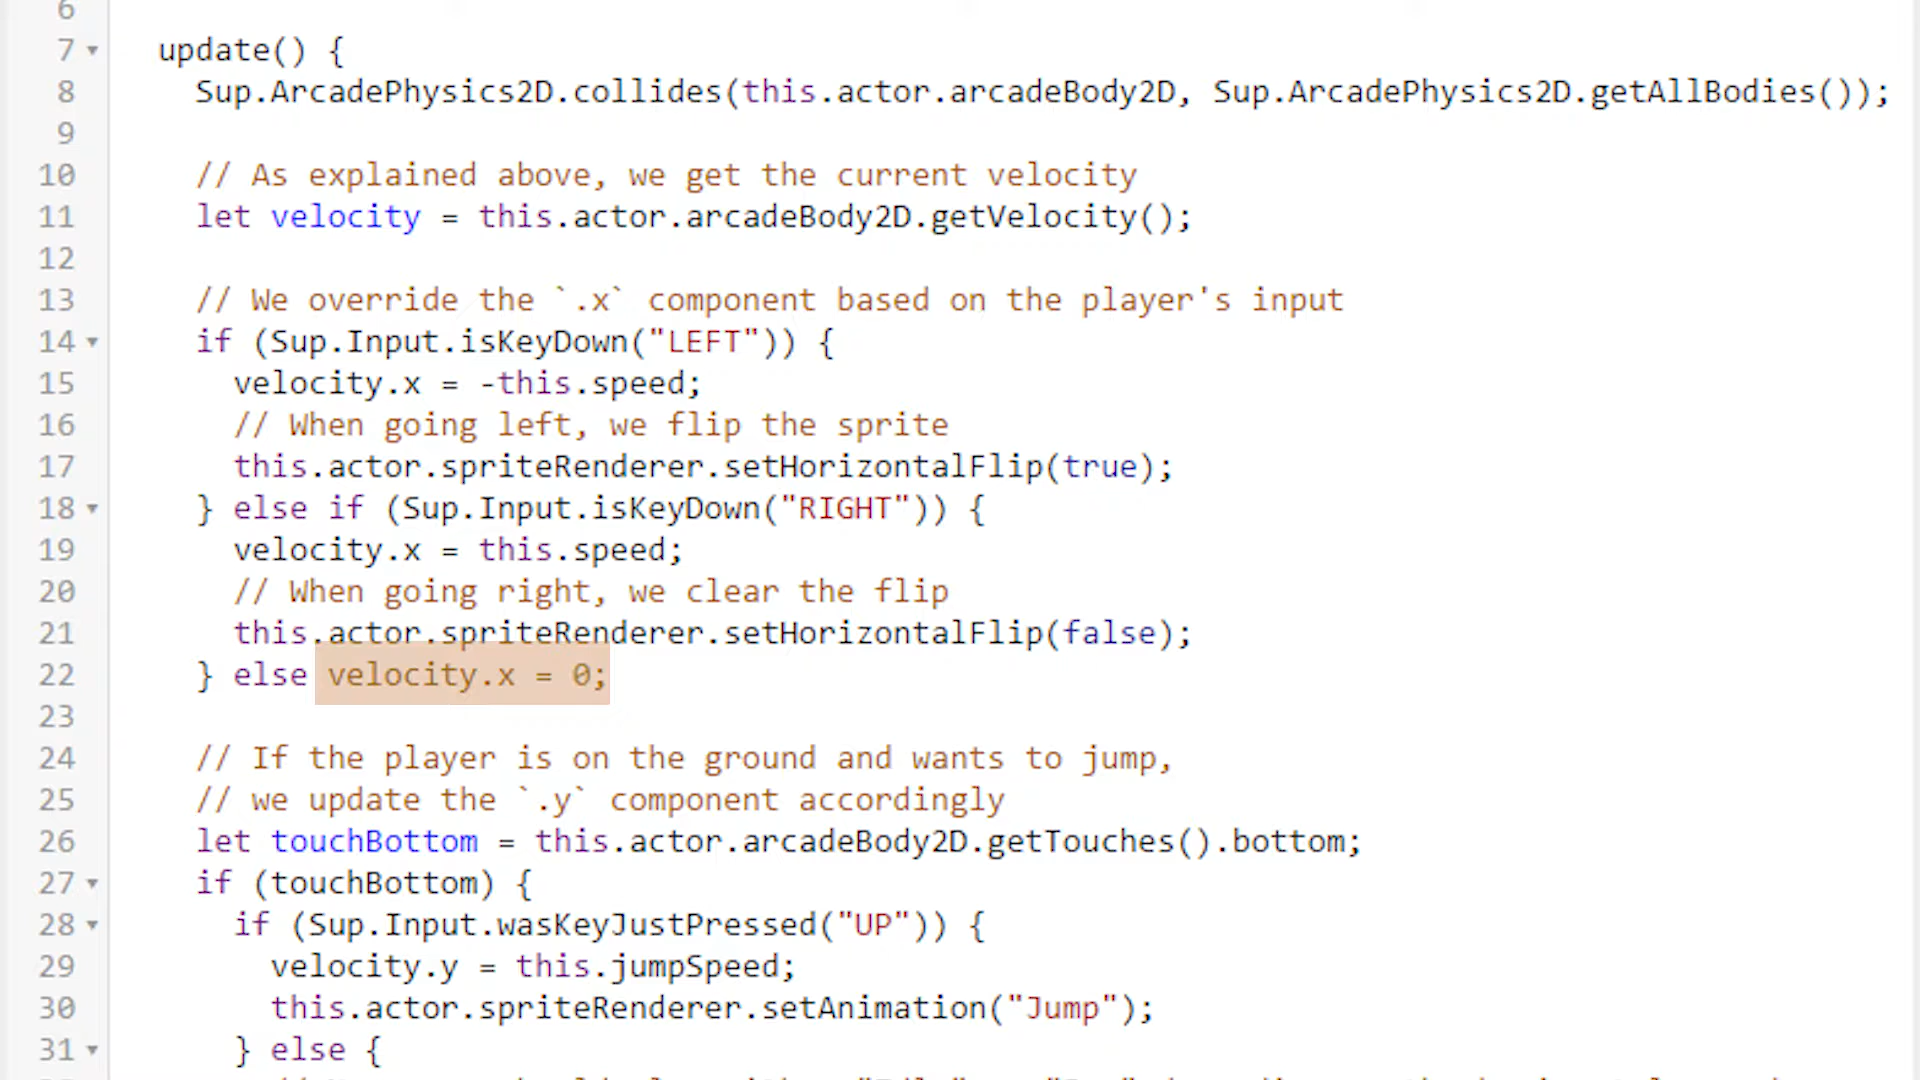 6
7 update() {
8 Sup.ArcadePhysics2D.collides(this.actor.arcadeBody2D, Sup.ArcadePhysics2D.getAllBodies());
9
10 // As explained above, we get the current velocity
11 let velocity = this.actor.arcadeBody2D.getVelocity();
12
13 // We override the `.x` component based on the player's input
14 if (Sup.Input.isKeyDown("LEFT")) {
15 velocity.x = -this.speed;
16 // When going left, we flip the sprite
17 this.actor.spriteRenderer.setHorizontalFlip(true);
18 } else if (Sup.Input.isKeyDown("RIGHT")) {
19 velocity.x = this.speed;
20 // When going right, we clear the flip
21 this.actor.spriteRenderer.setHorizontalFlip(false);
22 } else velocity.x = 0;
23
24 // If the player is on the ground and wants to jump,
25 // we update the `.y` component accordingly
26 let touchBottom = this.actor.arcadeBody2D.getTouches().bottom;
27 if (touchBottom) {
28 if (Sup.Input.wasKeyJustPressed("UP")) {
29 velocity.y = this.jumpSpeed;
30 this.actor.spriteRenderer.setAnimation("Jump");
31 } else {